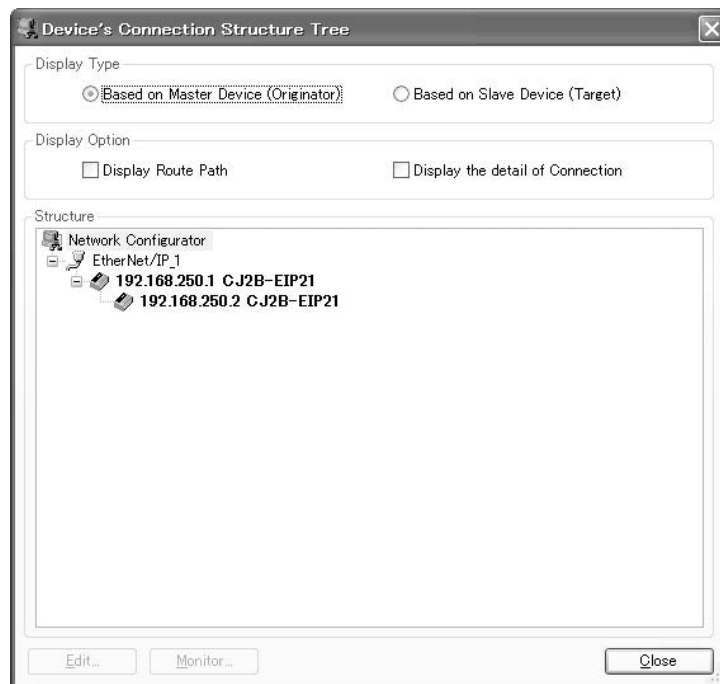 Device's Connection Structure Tree
Display Type
Based on Master Device (Originator) Based on Slave Device (Target)
Display Option
Display Route Path Display the detail of Connection
Structure
Network Configurator
EtherNet/IP_1
192.168.250.1 CJ2B-EIP21
192.168.250.2 CJ2B-EIP21
Edit... Monitor... Close